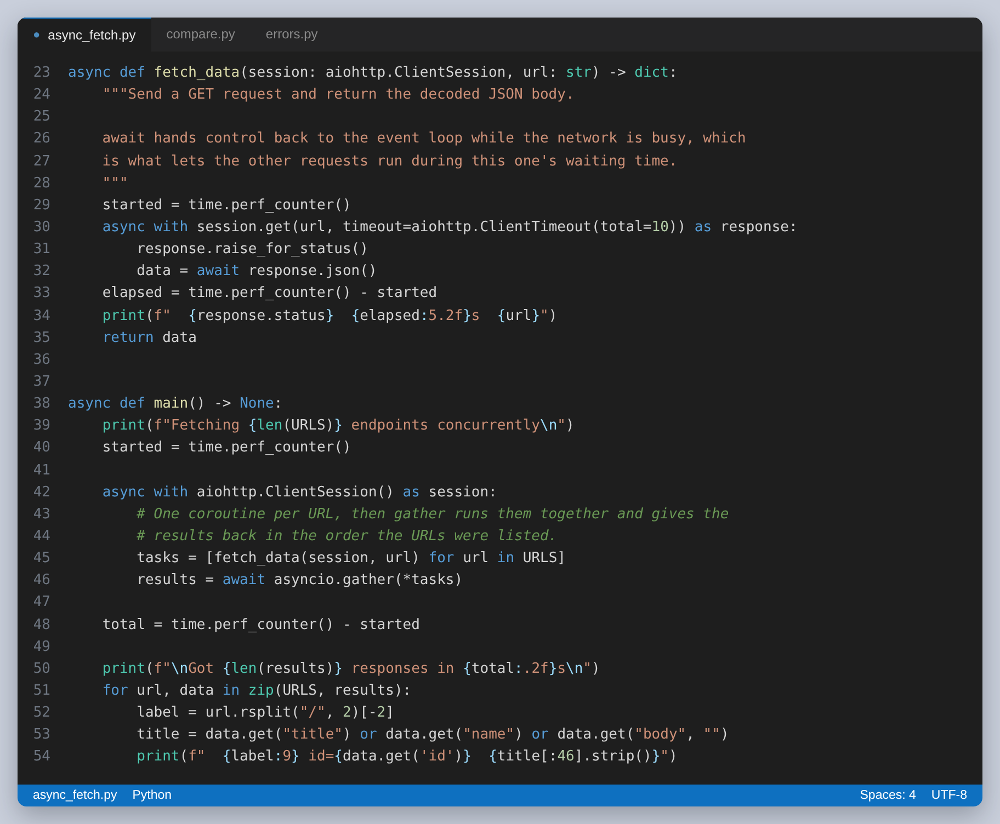 ● async_fetch.py compare.py errors.py
23 async def fetch_data(session: aiohttp.ClientSession, url: str) -> dict:
24     """Send a GET request and return the decoded JSON body.
25
26     await hands control back to the event loop while the network is busy, which
27     is what lets the other requests run during this one's waiting time.
28     """
29     started = time.perf_counter()
30     async with session.get(url, timeout=aiohttp.ClientTimeout(total=10)) as response:
31         response.raise_for_status()
32         data = await response.json()
33     elapsed = time.perf_counter() - started
34     print(f"  {response.status}  {elapsed:5.2f}s  {url}")
35     return data
36
37
38 async def main() -> None:
39     print(f"Fetching {len(URLS)} endpoints concurrently\n")
40     started = time.perf_counter()
41
42     async with aiohttp.ClientSession() as session:
43         # One coroutine per URL, then gather runs them together and gives the
44         # results back in the order the URLs were listed.
45         tasks = [fetch_data(session, url) for url in URLS]
46         results = await asyncio.gather(*tasks)
47
48     total = time.perf_counter() - started
49
50     print(f"\nGot {len(results)} responses in {total:.2f}s\n")
51     for url, data in zip(URLS, results):
52         label = url.rsplit("/", 2)[-2]
53         title = data.get("title") or data.get("name") or data.get("body", "")
54         print(f"  {label:9} id={data.get('id')}  {title[:46].strip()}")
async_fetch.py Python Spaces: 4 UTF-8